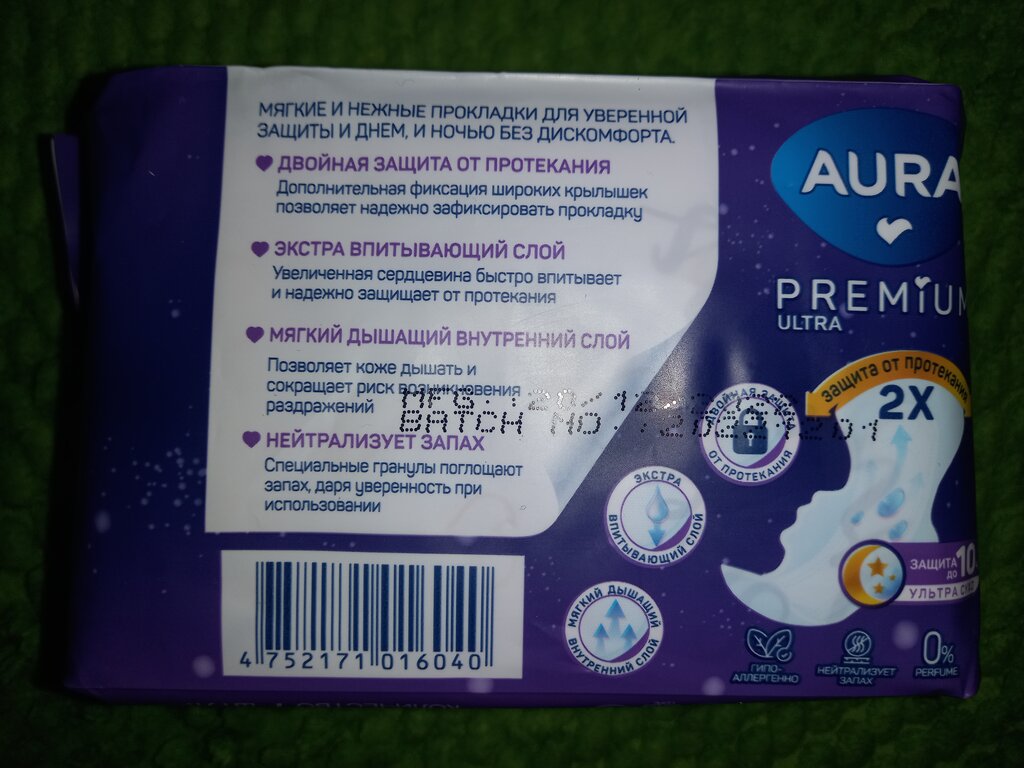 МЯГКИЕ И НЕЖНЫЕ ПРОКЛАДКИ ДЛЯ УВЕРЕННОЙ
ЗАЩИТЫ И ДНЕМ, И НОЧЬЮ БЕЗ ДИСКОМФОРТА.
ДВОЙНАЯ ЗАЩИТА ОТ ПРОТЕКАНИЯ
Дополнительная фиксация широких крылышек
позволяет надежно зафиксировать прокладку
ЭКСТРА ВПИТЫВАЮЩИЙ СЛОЙ
Увеличенная сердцевина быстро впитывает
и надежно защищает от протекания
МЯГКИЙ ДЫШАЩИЙ ВНУТРЕННИЙ СЛОЙ
Позволяет коже дышать и
сокращает риск возникновения
раздражений
НЕЙТРАЛИЗУЕТ ЗАПАХ
Специальные гранулы поглощают
запах, даря уверенность при
использовании
MFG.:
BATCH NO.:
4 752171 016040
AURA
PREMIUM
ULTRA
защита от протекания
2X
ДВОЙНАЯ ЗАЩИТА
ОТ ПРОТЕКАНИЯ
ЭКСТРА
ВПИТЫВАЮЩИЙ СЛОЙ
МЯГКИЙ ДЫШАЩИЙ
ВНУТРЕННИЙ СЛОЙ
ЗАЩИТА
ДО 10
УЛЬТРА
ГИПО-
АЛЛЕРГЕННО
НЕЙТРАЛИЗУЕТ
ЗАПАХ
0%
PERFUME